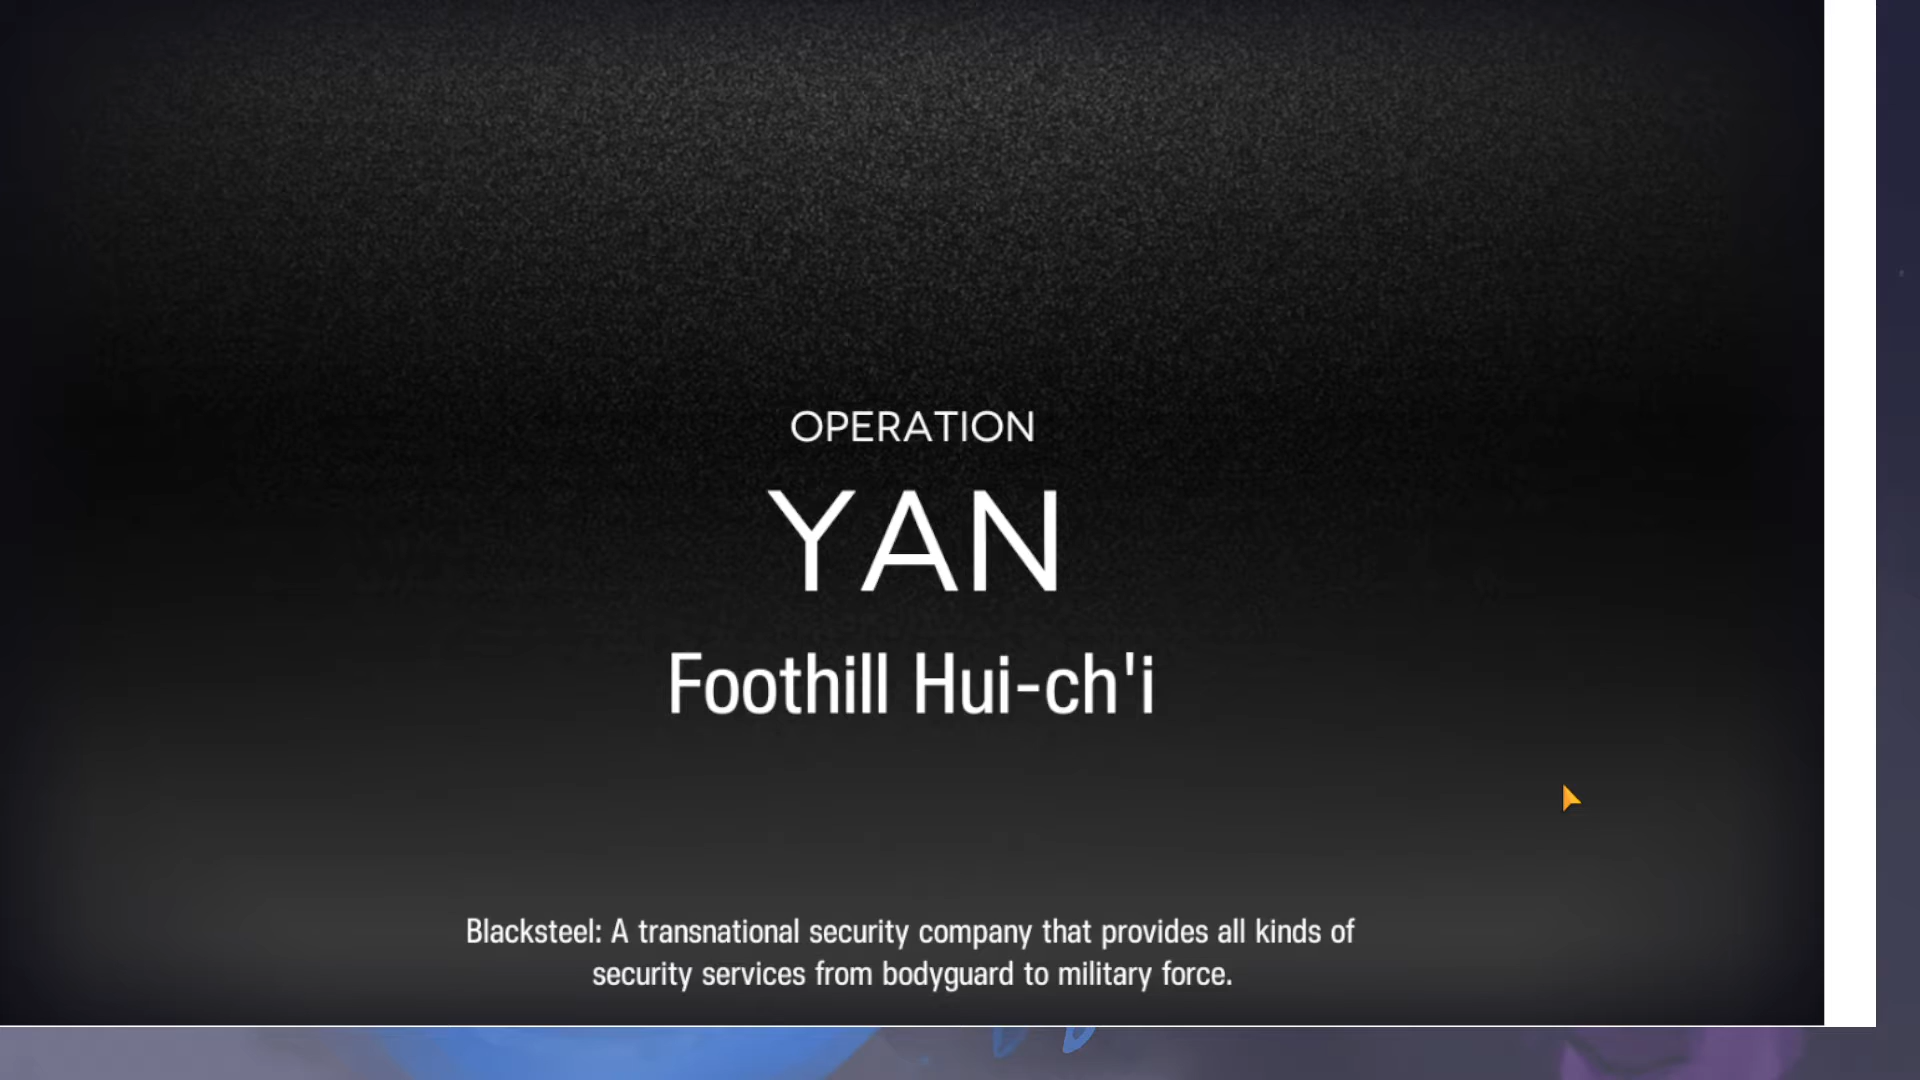 OPERATION
YAN
Foothill Hui-ch'i
Blacksteel: A transnational security company that provides all kinds of
security services from bodyguard to military force.